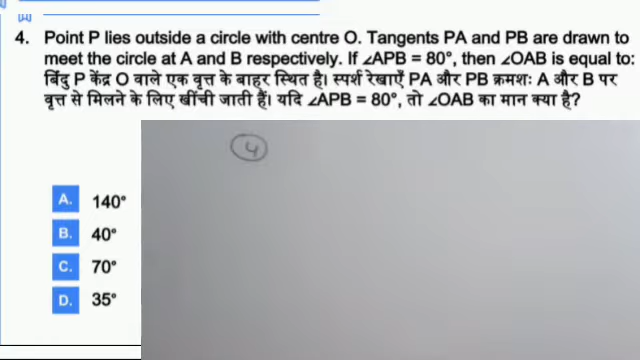 4. Point P lies outside a circle with centre O. Tangents PA and PB are drawn to
meet the circle at A and B respectively. If ∠APB = 80°, then ∠OAB is equal to:
बिंदु P केंद्र O वाले एक वृत्त के बाहर स्थित है। स्पर्श रेखाएँ PA और PB क्रमशः A और B पर
वृत्त से मिलने के लिए खींची जाती हैं। यदि ∠APB = 80°, तो ∠OAB का मान क्या है?
4
A. 140°
B. 40°
C. 70°
D. 35°